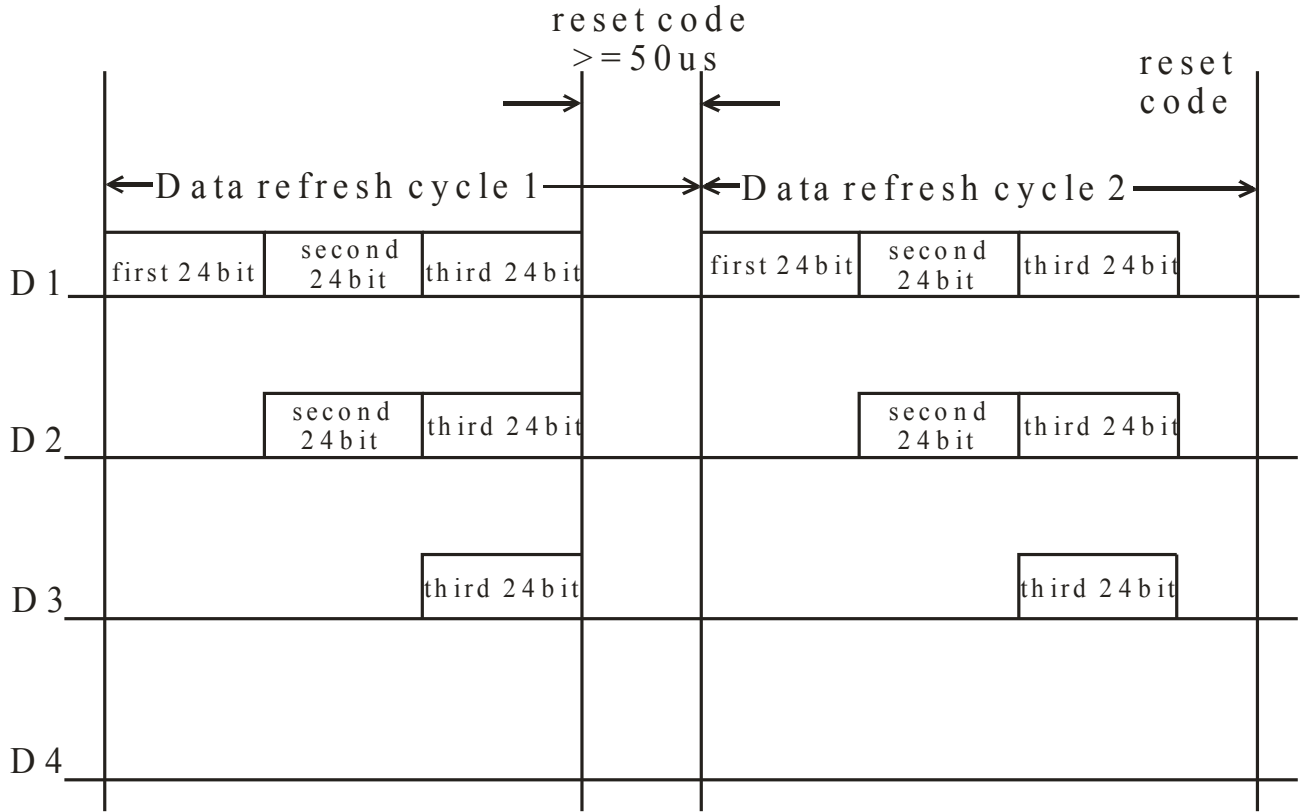 reset code
>=50us
reset
code
Data refresh cycle 1
Data refresh cycle 2
D1
first 24bit
second
24bit
third 24bit
first 24bit
second
24bit
third 24bit
D2
second
24bit
third 24bit
second
24bit
third 24bit
D3
third 24bit
third 24bit
D4